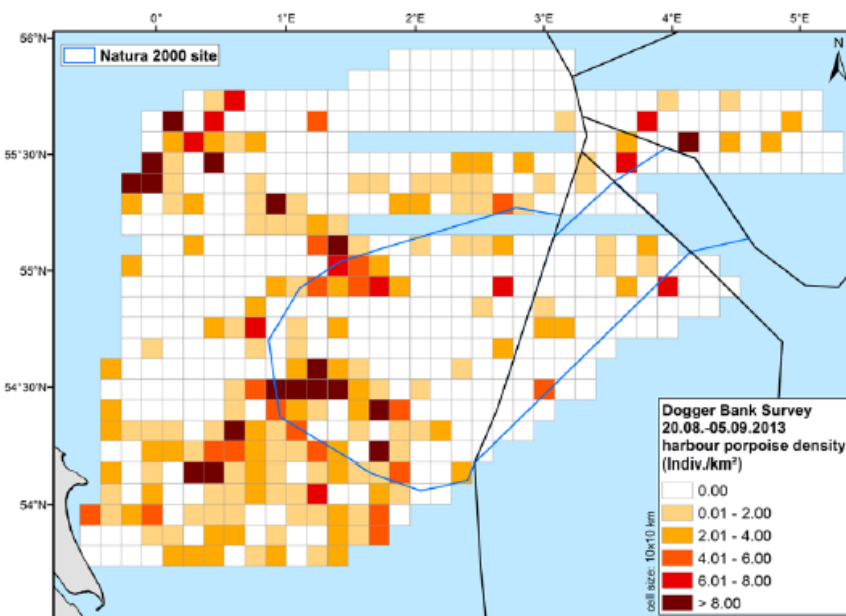 0° 1°E 2°E 3°E 4°E 5°E
56°N
Natura 2000 site
N
55°30'N
55°N
54°30'N
54°N
Dogger Bank Survey
20.08.-05.09.2013
harbour porpoise density
(Indiv./km²)
0.00
0.01 - 2.00
2.01 - 4.00
4.01 - 6.00
6.01 - 8.00
> 8.00
cell size: 10x10 km